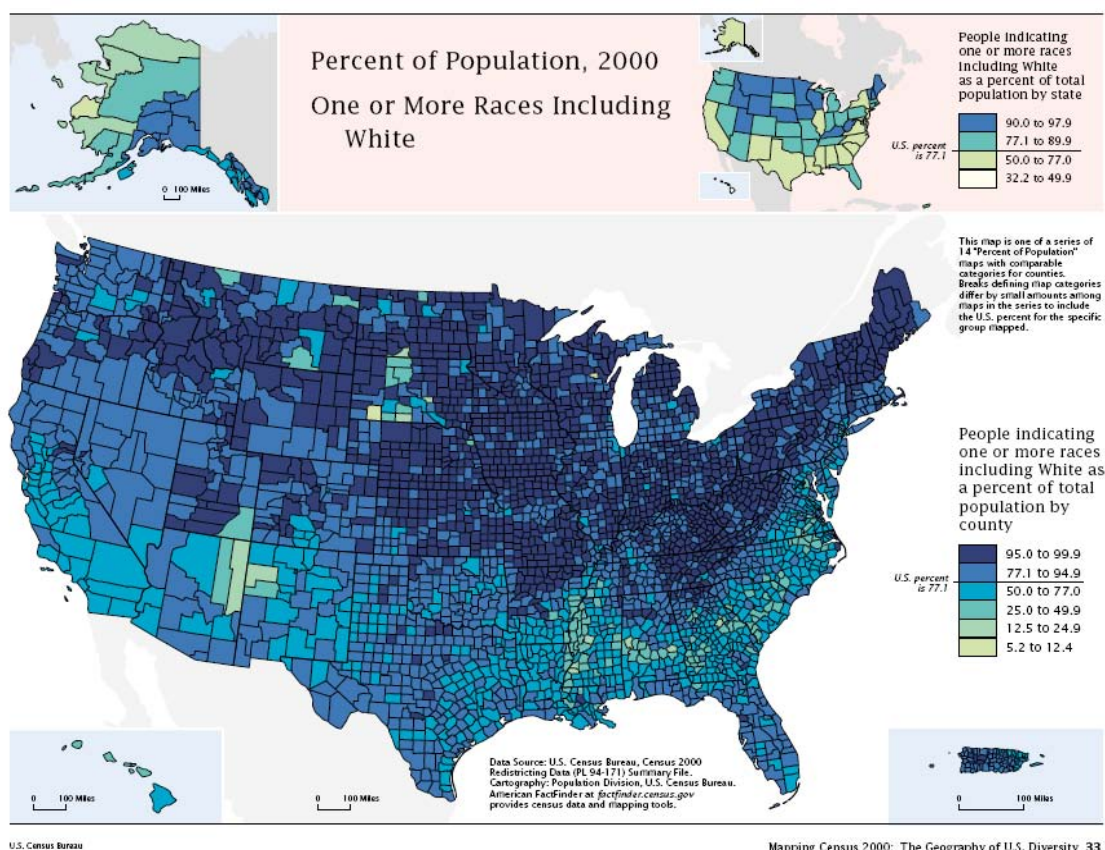 Percent of Population, 2000
One or More Races Including
White
0 100 Miles
People indicating
one or more races
including White
as a percent of total
population by state
U.S. percent
is 77.1
90.0 to 97.9
77.1 to 89.9
50.0 to 77.0
32.2 to 49.9
This map is one of a series of
14 "Percent of Population"
maps with comparable
categories for counties.
Breaks defining map categories
differ by small amounts among
maps in the series to include
the U.S. percent for the specific
group mapped.
People indicating
one or more races
including White as
a percent of total
population by
county
U.S. percent
is 77.1
95.0 to 99.9
77.1 to 94.9
50.0 to 77.0
25.0 to 49.9
12.5 to 24.9
5.2 to 12.4
0 100 Miles
0 100 Miles
Data Source: U.S. Census Bureau, Census 2000
Redistricting Data (PL 94-171) Summary File.
Cartography: Population Division, U.S. Census Bureau.
American FactFinder at factfinder.census.gov
provides census data and mapping tools.
0 100 Miles
U.S. Census Bureau
Mapping Census 2000: The Geography of U.S. Diversity 33